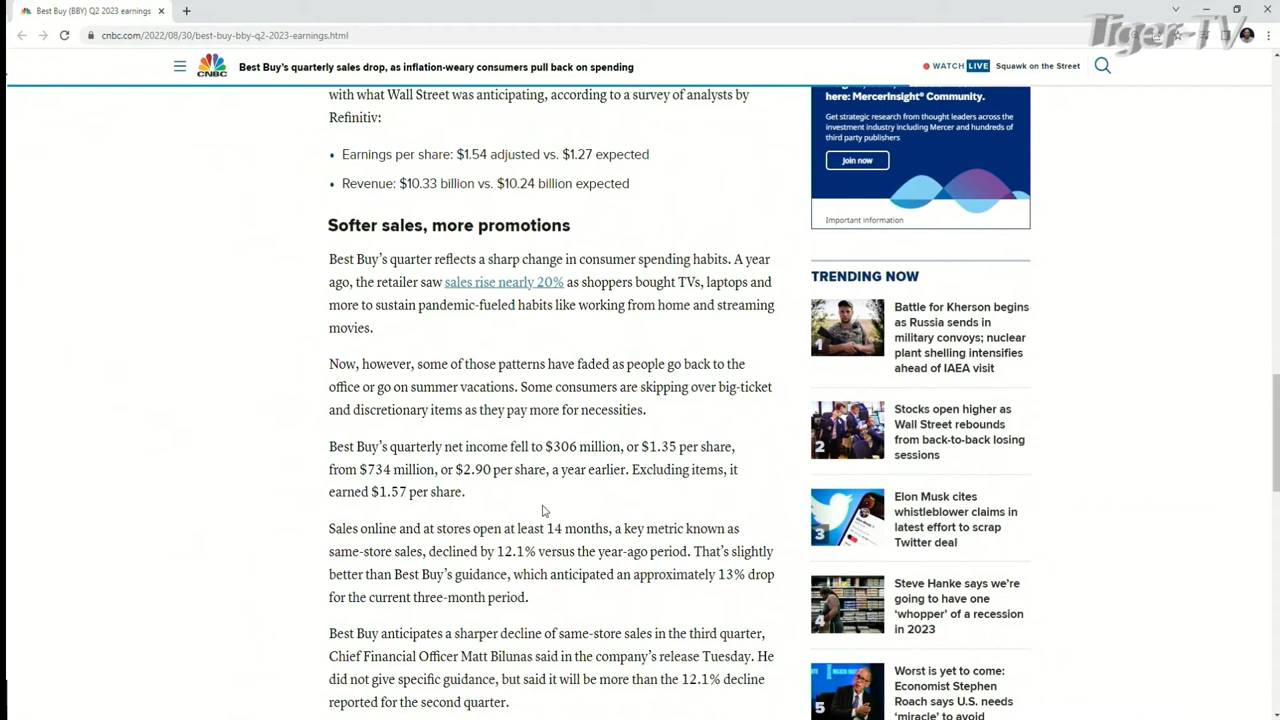 Best Buy (BBY) Q2 2023 earnings
Tiger-TV
cnbc.com/2022/08/30/best-buy-bby-q2-2023-earnings.html
CNBC
Best Buy's quarterly sales drop, as inflation-weary consumers pull back on spending
WATCH LIVE Squawk on the Street
with what Wall Street was anticipating, according to a survey of analysts by
Refinitiv:
• Earnings per share: $1.54 adjusted vs. $1.27 expected
• Revenue: $10.33 billion vs. $10.24 billion expected
Softer sales, more promotions
Best Buy's quarter reflects a sharp change in consumer spending habits. A year
ago, the retailer saw sales rise nearly 20% as shoppers bought TVs, laptops and
more to sustain pandemic-fueled habits like working from home and streaming
movies.
Now, however, some of those patterns have faded as people go back to the
office or go on summer vacations. Some consumers are skipping over big-ticket
and discretionary items as they pay more for necessities.
Best Buy's quarterly net income fell to $306 million, or $1.35 per share,
from $734 million, or $2.90 per share, a year earlier. Excluding items, it
earned $1.57 per share.
Sales online and at stores open at least 14 months, a key metric known as
same-store sales, declined by 12.1% versus the year-ago period. That's slightly
better than Best Buy's guidance, which anticipated an approximately 13% drop
for the current three-month period.
Best Buy anticipates a sharper decline of same-store sales in the third quarter,
Chief Financial Officer Matt Bilunas said in the company's release Tuesday. He
did not give specific guidance, but said it will be more than the 12.1% decline
reported for the second quarter.
here: MercerInsight® Community.
Get strategic research from thought leaders across the
investment industry including Mercer and hundreds of
third party publishers
Join now
Important information
TRENDING NOW
1
Battle for Kherson begins
as Russia sends in
military convoys; nuclear
plant shelling intensifies
ahead of IAEA visit
2
Stocks open higher as
Wall Street rebounds
from back-to-back losing
sessions
3
Elon Musk cites
whistleblower claims in
latest effort to scrap
Twitter deal
4
Steve Hanke says we're
going to have one
'whopper' of a recession
in 2023
5
Worst is yet to come:
Economist Stephen
Roach says U.S. needs
'miracle' to avoid